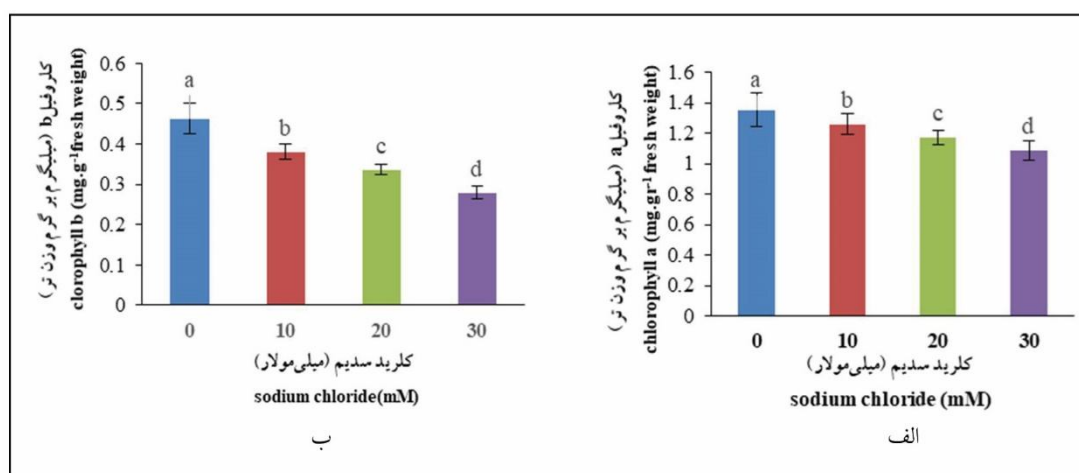 کلروفیل b (میلیگرم بر گرم وزن تر)
clorophyll b (mg.g⁻¹fresh weight)
0.6
0.5
0.4
0.3
0.2
0.1
0
a
b
c
d
0 10 20 30
کلرید سدیم (میلی‌مولار)
sodium chloride(mM)
ب
کلروفیل a (میلیگرم بر گرم وزن تر)
chlorophyll a (mg.gr⁻¹ fresh weight)
1.6
1.4
1.2
1
0.8
0.6
0.4
0.2
0
a
b
c
d
0 10 20 30
کلرید سدیم (میلی‌مولار)
sodium chloride (mM)
الف